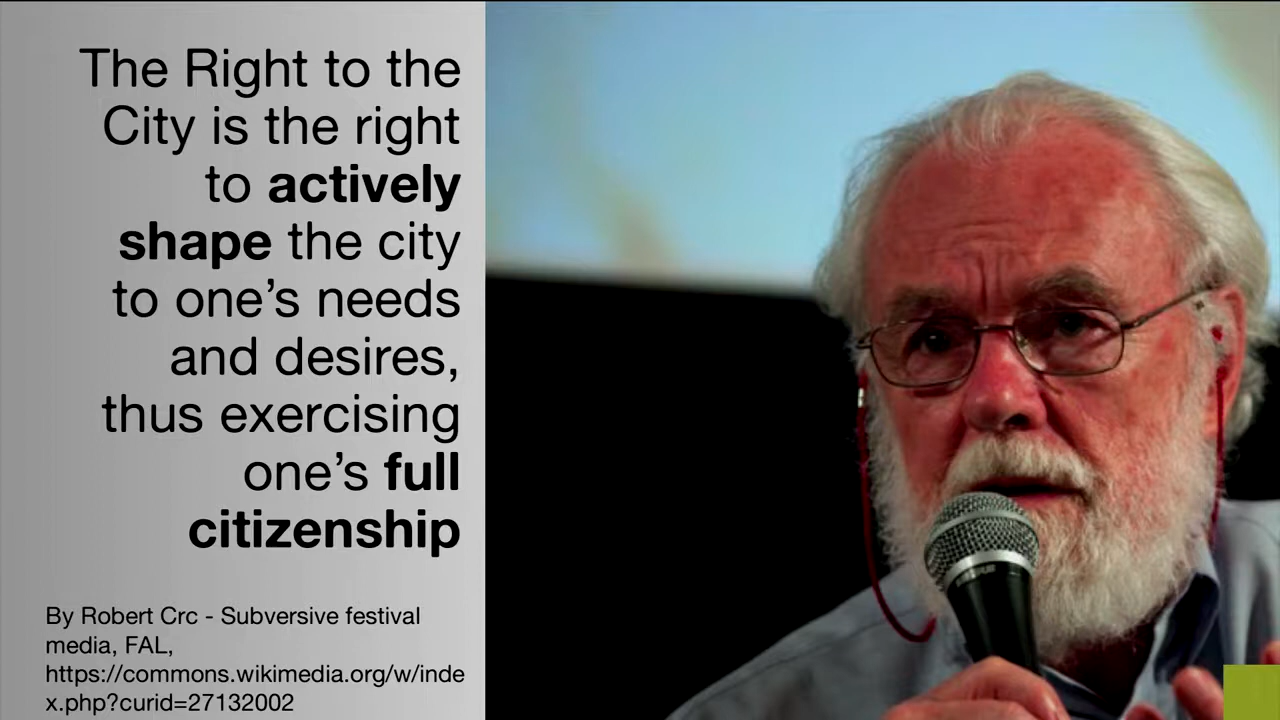 The Right to the
City is the right
to actively
shape the city
to one's needs
and desires,
thus exercising
one's full
citizenship
By Robert Crc - Subversive festival
media, FAL,
https://commons.wikimedia.org/w/inde
x.php?curid=27132002